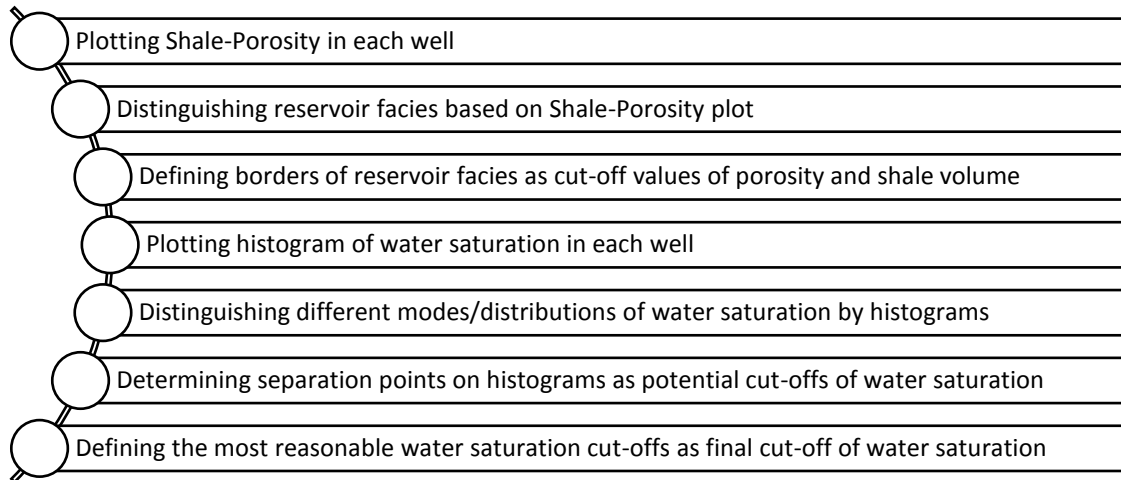 Plotting Shale-Porosity in each well
Distinguishing reservoir facies based on Shale-Porosity plot
Defining borders of reservoir facies as cut-off values of porosity and shale volume
Plotting histogram of water saturation in each well
Distinguishing different modes/distributions of water saturation by histograms
Determining separation points on histograms as potential cut-offs of water saturation
Defining the most reasonable water saturation cut-offs as final cut-off of water saturation